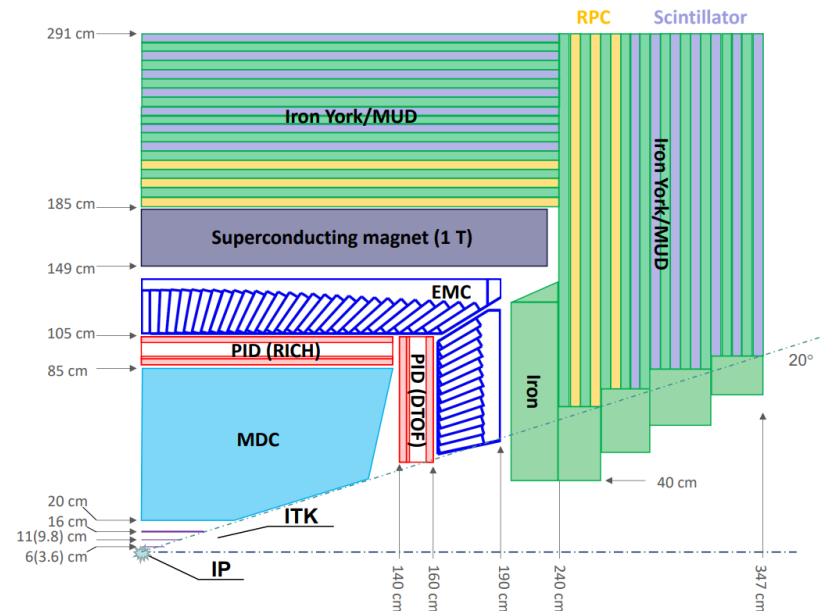 RPC
Scintillator
291 cm
Iron York/MUD
Iron York/MUD
185 cm
Superconducting magnet (1 T)
149 cm
EMC
105 cm
PID (RICH)
PID (DTOF)
20°
85 cm
Iron
MDC
40 cm
20 cm
16 cm
ITK
11(9.8) cm
6(3.6) cm
IP
140 cm
160 cm
190 cm
240 cm
347 cm